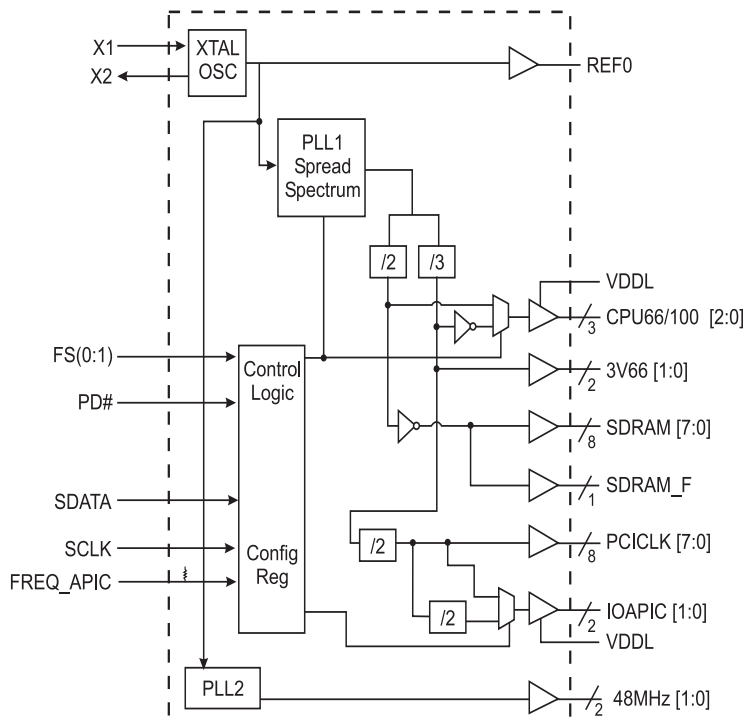 X1
X2
XTAL
OSC
REF0
PLL1
Spread
Spectrum
/2
/3
VDDL
CPU66/100 [2:0]
3
FS(0:1)
Control
Logic
3V66 [1:0]
2
PD#
SDRAM [7:0]
8
SDRAM_F
1
SDATA
SCLK
Config
Reg
/2
PCICLK [7:0]
8
FREQ_APIC
/2
IOAPIC [1:0]
2
VDDL
PLL2
48MHz [1:0]
2